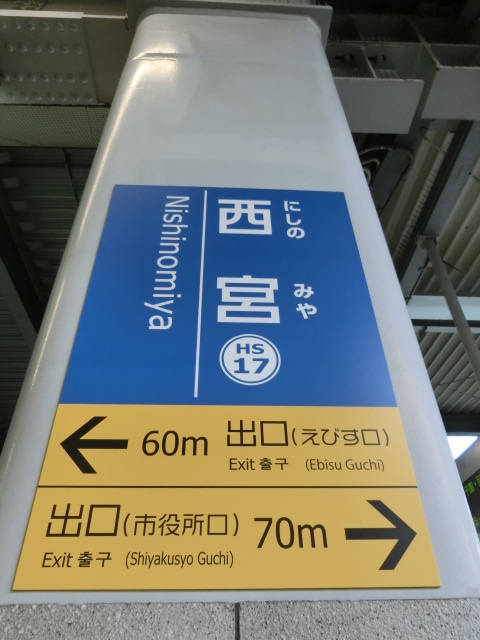 にしの みや
西宮
HS
17
Nishinomiya
← 60m 出口(えびす口)
Exit 출구 (Ebisu Guchi)
出口(市役所口) 70m →
Exit 출구 (Shiyakusyo Guchi)